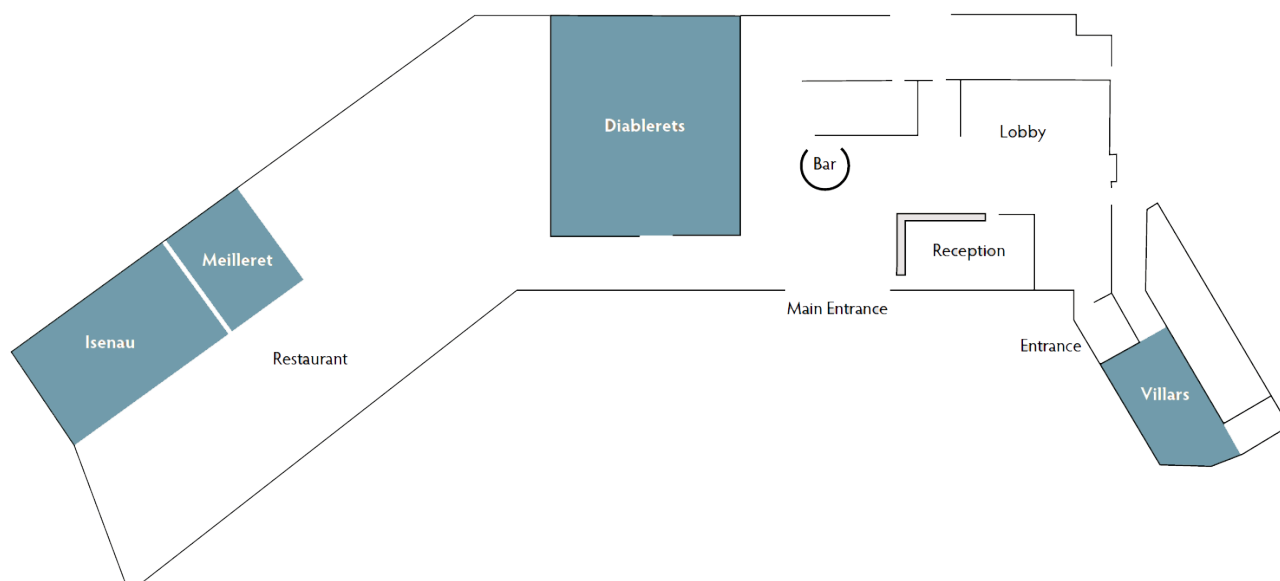 Diablerets
Lobby
Bar
Meilleret
Reception
Main Entrance
Isenau
Restaurant
Entrance
Villars